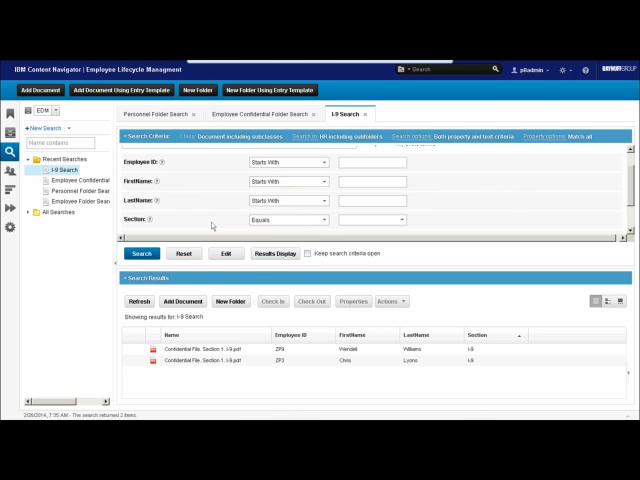 IBM Content Navigator | Employee Lifecycle Managment
Search
p8admin
Add Document
Add Document Using Entry Template
New Folder
New Folder Using Entry Template
EDM
Personnel Folder Search
Employee Confidential Folder Search
I-9 Search
+New Search
Name contains
Recent Searches
I-9 Search
Employee Confidential
Personnel Folder Sear
Employee Folder Sear
All Searches
Search Criteria: Class: Document including subclasses Search in: HR including subfolders Search options: Both property and text criteria Property options: Match all
Employee ID: Starts With
FirstName: Starts With
LastName: Starts With
Section: Equals
Search
Reset
Edit
Results Display
Keep search criteria open
Search Results
Refresh
Add Document
New Folder
Check In
Check Out
Properties
Actions
Showing results for: I-9 Search
Name Employee ID FirstName LastName Section
Confidential File. Section 1. I-9.pdf ZP9 Wendell Williams I-9
Confidential File. Section 1. I-9.pdf ZP3 Chris Lyons I-9
2/26/2014, 7:35 AM - The search returned 2 items.